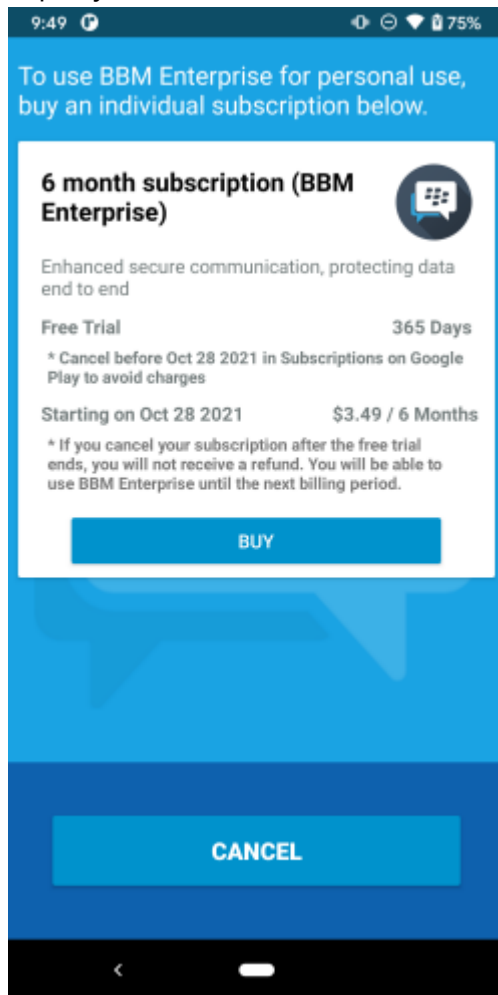 9:49 75%
To use BBM Enterprise for personal use,
buy an individual subscription below.
6 month subscription (BBM
Enterprise)
Enhanced secure communication, protecting data
end to end
Free Trial 365 Days
* Cancel before Oct 28 2021 in Subscriptions on Google
Play to avoid charges
Starting on Oct 28 2021 $3.49 / 6 Months
* If you cancel your subscription after the free trial
ends, you will not receive a refund. You will be able to
use BBM Enterprise until the next billing period.
BUY
CANCEL